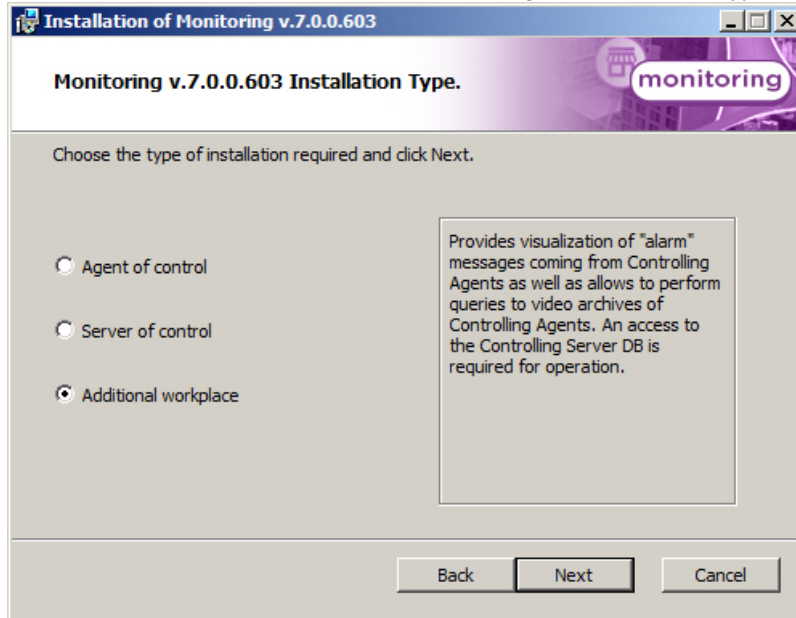 Installation of Monitoring v.7.0.0.603
Monitoring v.7.0.0.603 Installation Type.
monitoring
Choose the type of installation required and click Next.
Agent of control
Server of control
Additional workplace
Provides visualization of "alarm"
messages coming from Controlling
Agents as well as allows to perform
queries to video archives of
Controlling Agents. An access to
the Controlling Server DB is
required for operation.
Back
Next
Cancel